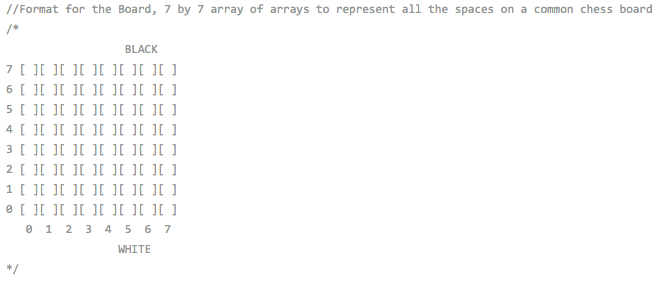 //Format for the Board, 7 by 7 array of arrays to represent all the spaces on a common chess board
/*
                  BLACK
7 [ ][ ][ ][ ][ ][ ][ ][ ]
6 [ ][ ][ ][ ][ ][ ][ ][ ]
5 [ ][ ][ ][ ][ ][ ][ ][ ]
4 [ ][ ][ ][ ][ ][ ][ ][ ]
3 [ ][ ][ ][ ][ ][ ][ ][ ]
2 [ ][ ][ ][ ][ ][ ][ ][ ]
1 [ ][ ][ ][ ][ ][ ][ ][ ]
0 [ ][ ][ ][ ][ ][ ][ ][ ]
   0  1  2  3  4  5  6  7
                 WHITE
*/